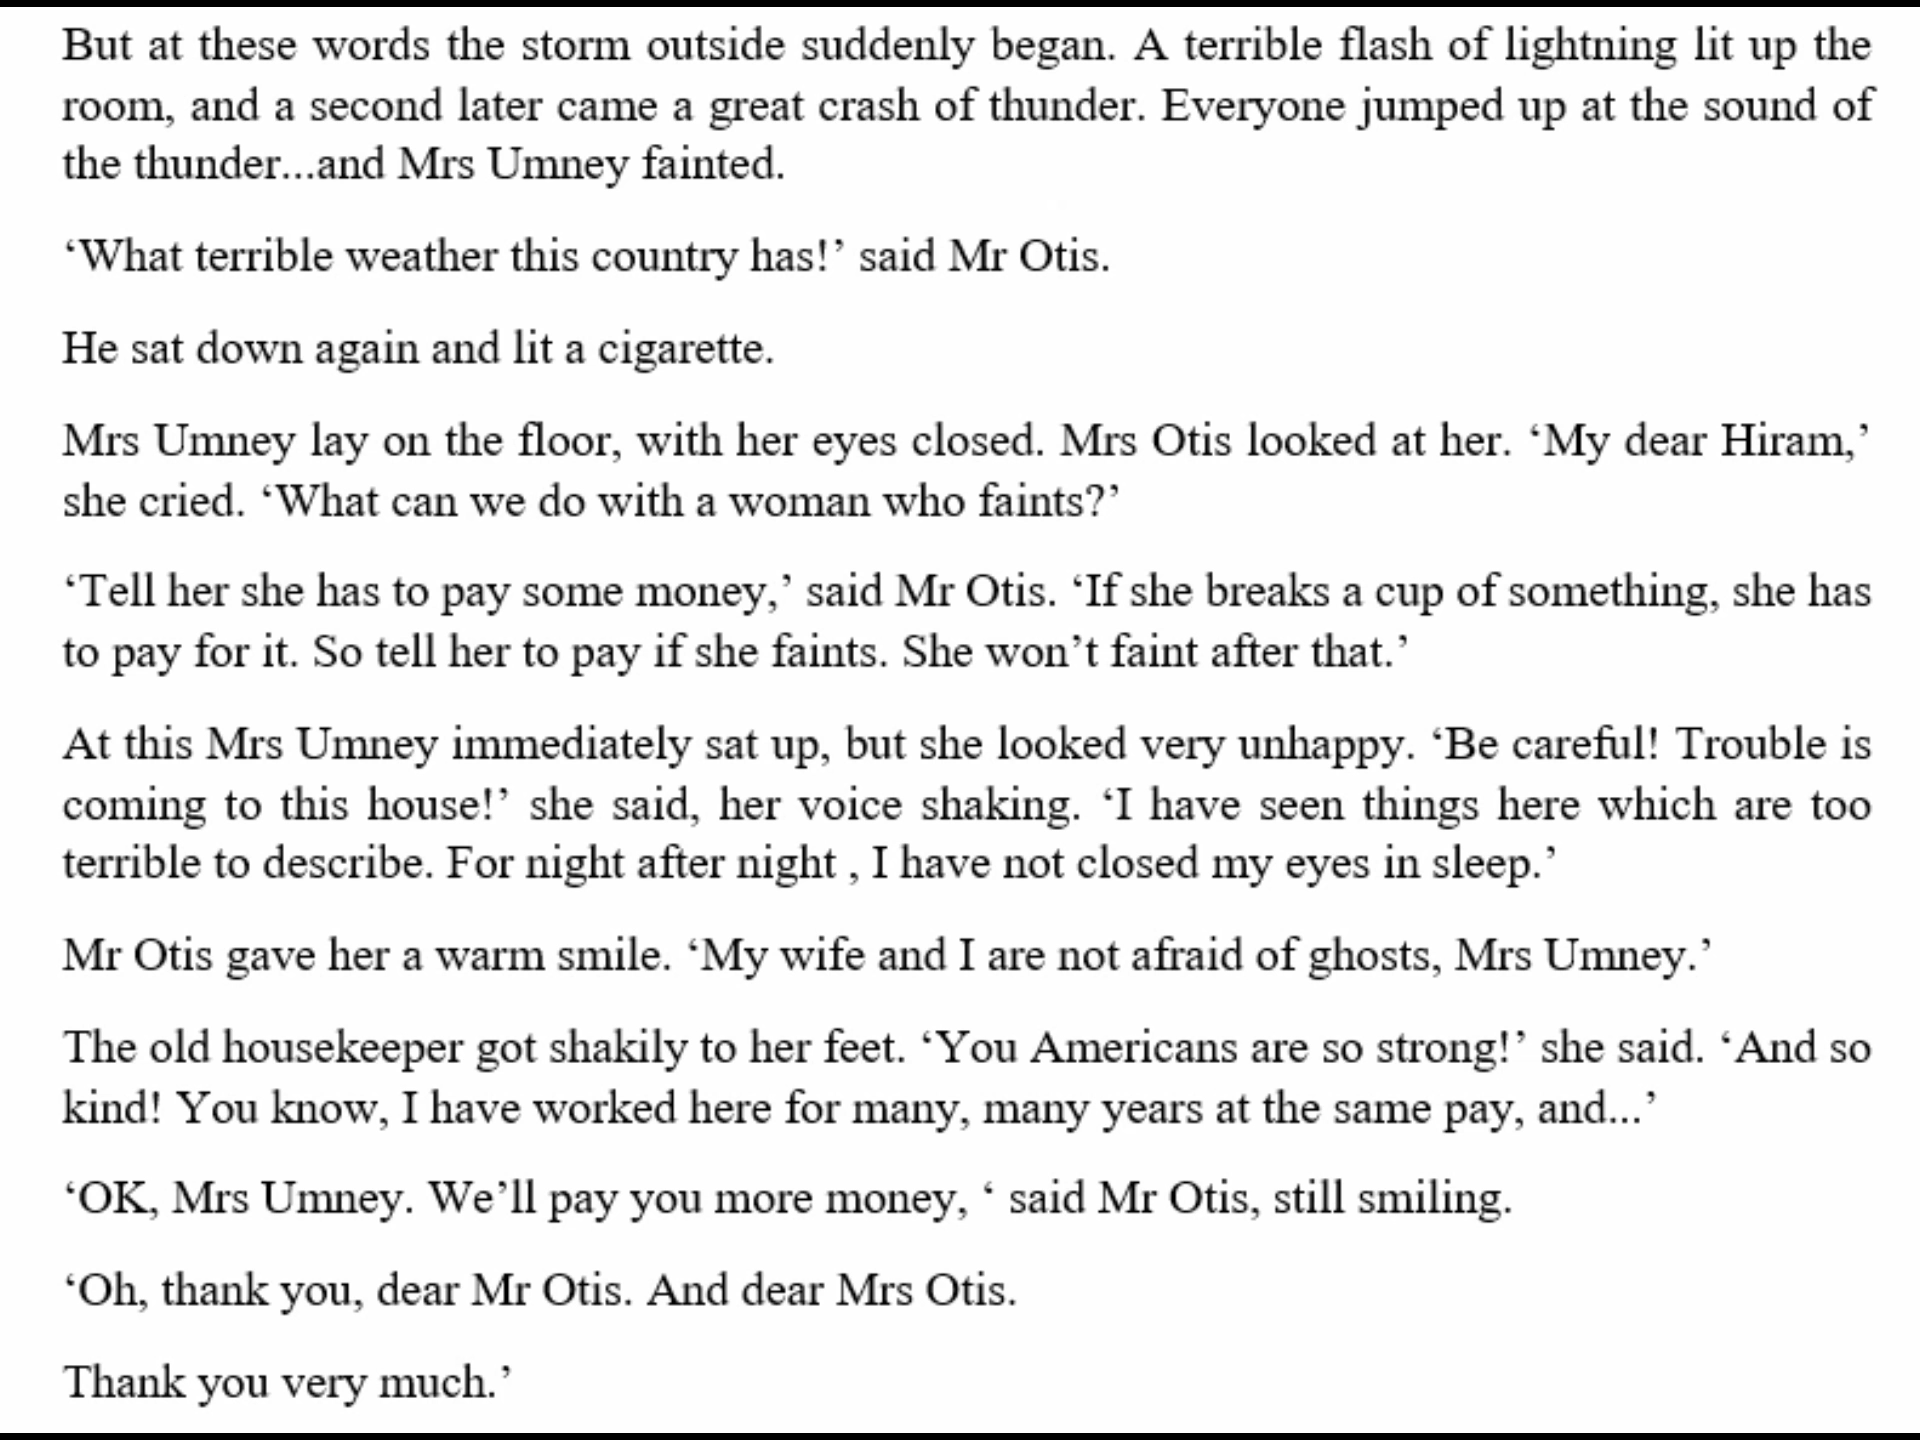 But at these words the storm outside suddenly began. A terrible flash of lightning lit up the
room, and a second later came a great crash of thunder. Everyone jumped up at the sound of
the thunder...and Mrs Umney fainted.
‘What terrible weather this country has!’ said Mr Otis.
He sat down again and lit a cigarette.
Mrs Umney lay on the floor, with her eyes closed. Mrs Otis looked at her. ‘My dear Hiram,’
she cried. ‘What can we do with a woman who faints?’
‘Tell her she has to pay some money,’ said Mr Otis. ‘If she breaks a cup of something, she has
to pay for it. So tell her to pay if she faints. She won’t faint after that.’
At this Mrs Umney immediately sat up, but she looked very unhappy. ‘Be careful! Trouble is
coming to this house!’ she said, her voice shaking. ‘I have seen things here which are too
terrible to describe. For night after night , I have not closed my eyes in sleep.’
Mr Otis gave her a warm smile. ‘My wife and I are not afraid of ghosts, Mrs Umney.’
The old housekeeper got shakily to her feet. ‘You Americans are so strong!’ she said. ‘And so
kind! You know, I have worked here for many, many years at the same pay, and...’
‘OK, Mrs Umney. We’ll pay you more money, ‘ said Mr Otis, still smiling.
‘Oh, thank you, dear Mr Otis. And dear Mrs Otis.
Thank you very much.’